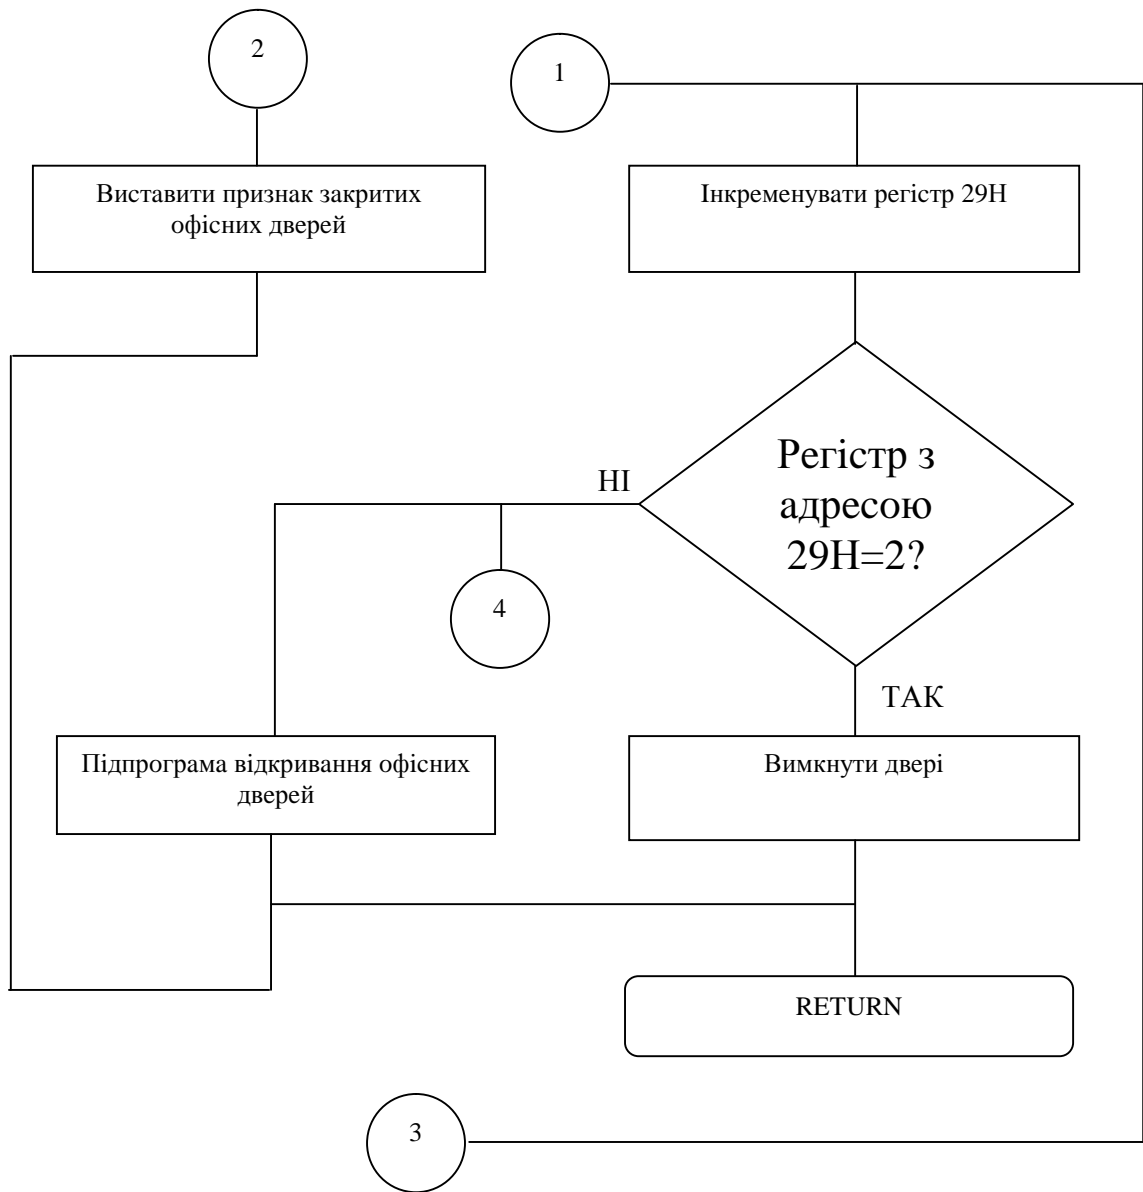 2
1
Виставити признак закритих
офісних дверей
Інкременувати регістр 29Н
Регістр з
адресою
29Н=2?
НІ
4
ТАК
Підпрограма відкривання офісних
дверей
Вимкнути двері
RETURN
3